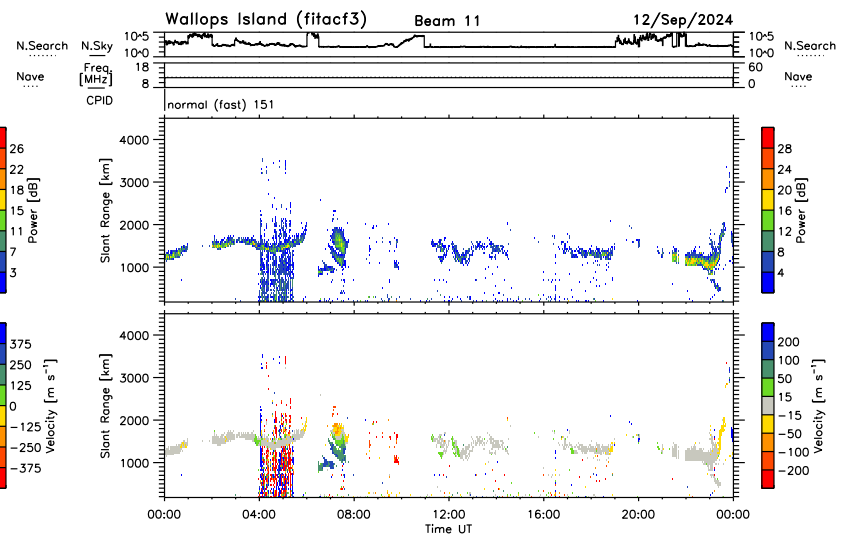 Wallops Island (fitacf3) Beam 11 12/Sep/2024
N.Search N.Sky 10^5 10^0 10^5 10^0 N.Search
Nave Freq. [MHz] 18 8 60 0 Nave
CPID normal (fast) 151
Power [dB] 26 22 18 15 11 7 3
Slant Range [km] 4000 3000 2000 1000
28 24 20 16 12 8 4 Power [dB]
Velocity [m s⁻¹] 375 250 125 0 −125 −250 −375
Slant Range [km] 4000 3000 2000 1000
200 100 50 15 −15 −50 −100 −200 Velocity [m s⁻¹]
00:00 04:00 08:00 12:00 16:00 20:00 00:00
Time UT